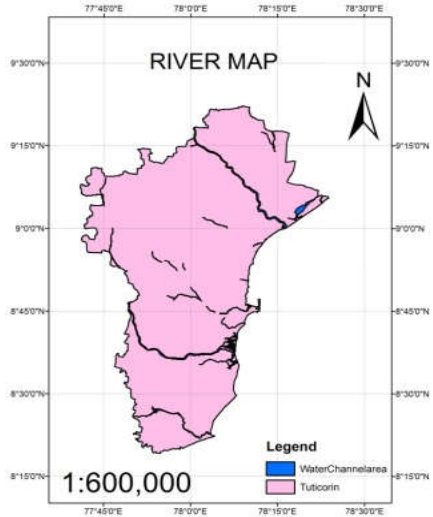 77°45'0"E 78°0'0"E 78°15'0"E 78°30'0"E
RIVER MAP
N
9°30'0"N 9°30'0"N
9°15'0"N 9°15'0"N
9°0'0"N 9°0'0"N
8°45'0"N 8°45'0"N
8°30'0"N 8°30'0"N
8°15'0"N 8°15'0"N
Legend
WaterChannelarea
Tuticorin
1:600,000
77°45'0"E 78°0'0"E 78°15'0"E 78°30'0"E